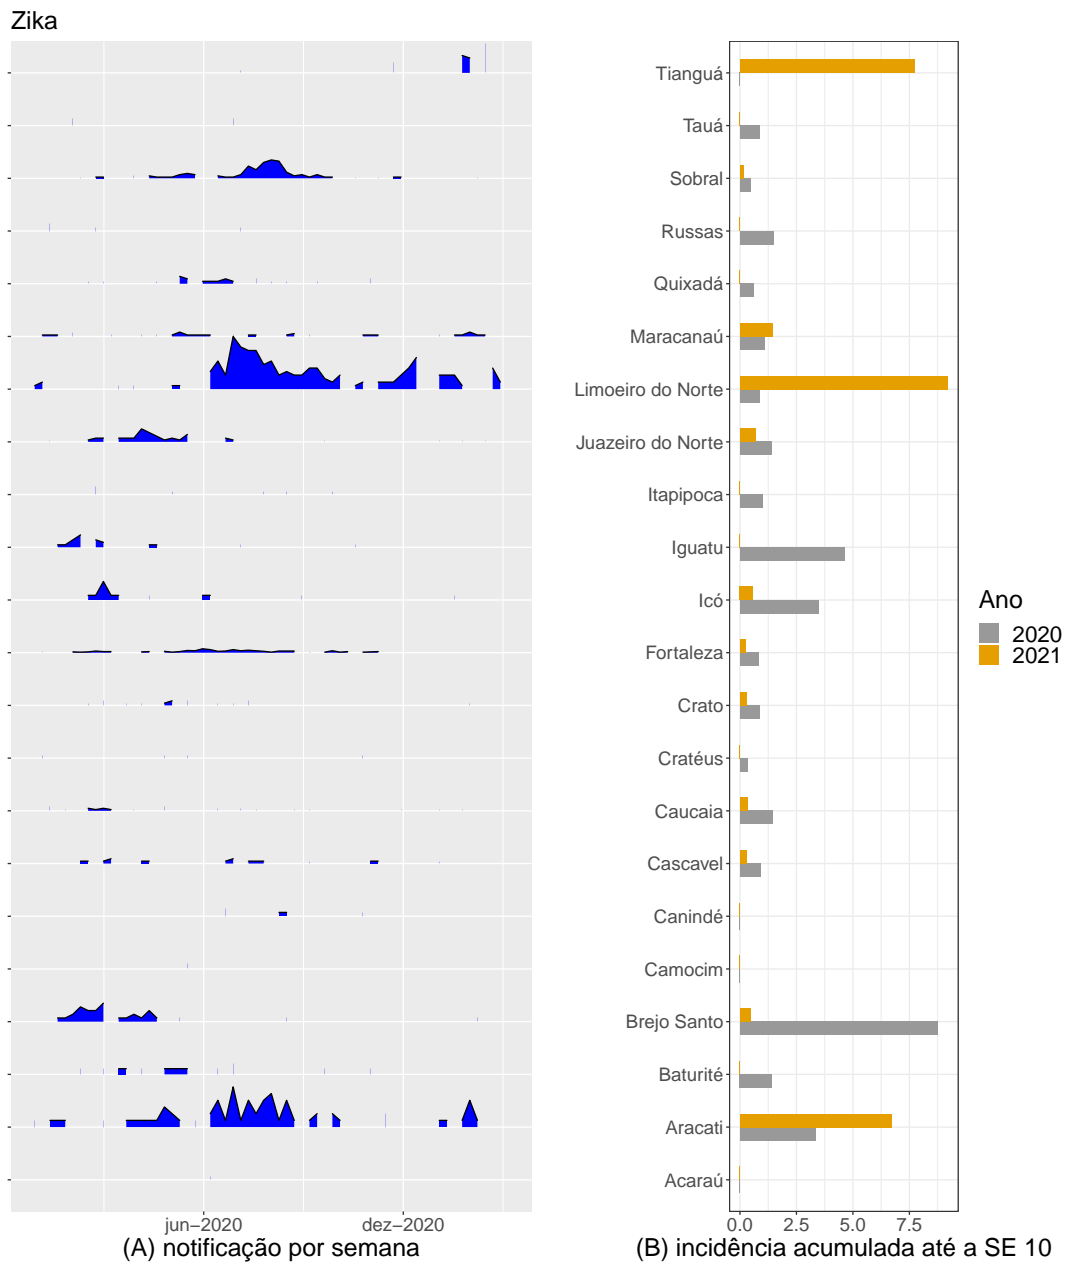 Zika
Tianguá
Tauá
Sobral
Russas
Quixadá
Maracanaú
Limoeiro do Norte
Juazeiro do Norte
Itapipoca
Iguatu
Icó
Fortaleza
Crato
Cratéus
Caucaia
Cascavel
Canindé
Camocim
Brejo Santo
Baturité
Aracati
Acaraú
Ano
2020
2021
jun−2020 dez−2020
0.0 2.5 5.0 7.5
(A) notificação por semana
(B) incidência acumulada até a SE 10